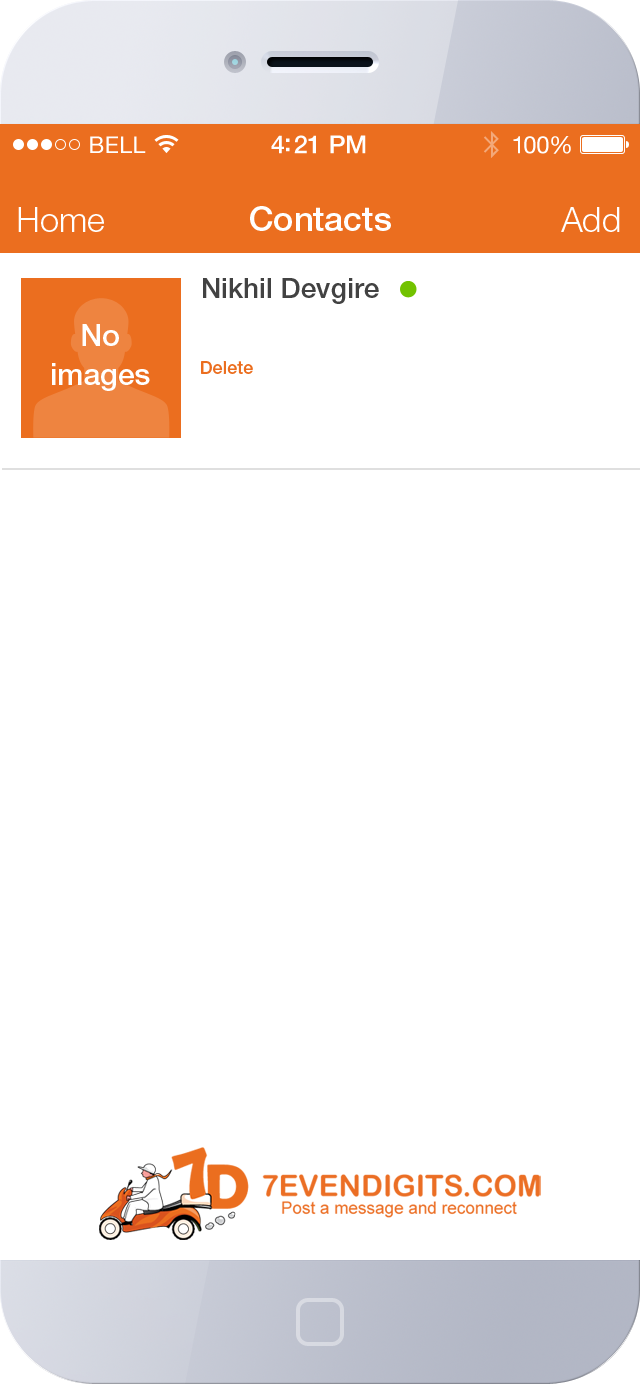 BELL 4:21 PM 100%
Home Contacts Add
Nikhil Devgire
No
images
Delete
7D
7EVENDIGITS.COM
Post a message and reconnect